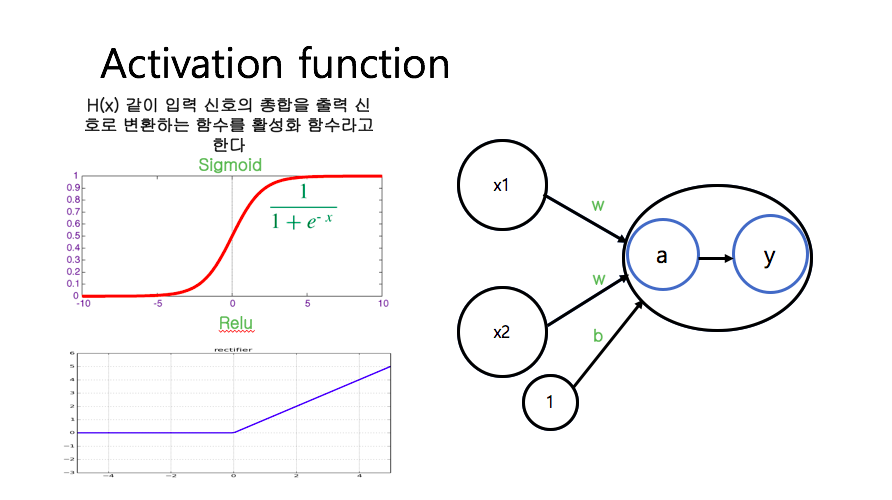 Activation function
H(x) 같이 입력 신호의 총합을 출력 신
호로 변환하는 함수를 활성화 함수라고
한다
Sigmoid
1
0.9
0.8
0.7
0.6
0.5
0.4
0.3
0.2
0.1
0
-10 -5 0 5 10
1
1 + e- x
Relu
rectifier
6
5
4
3
2
1
0
−1
−2
−3
−4 −2 0 2 4
x1
w
a
y
w
x2
b
1